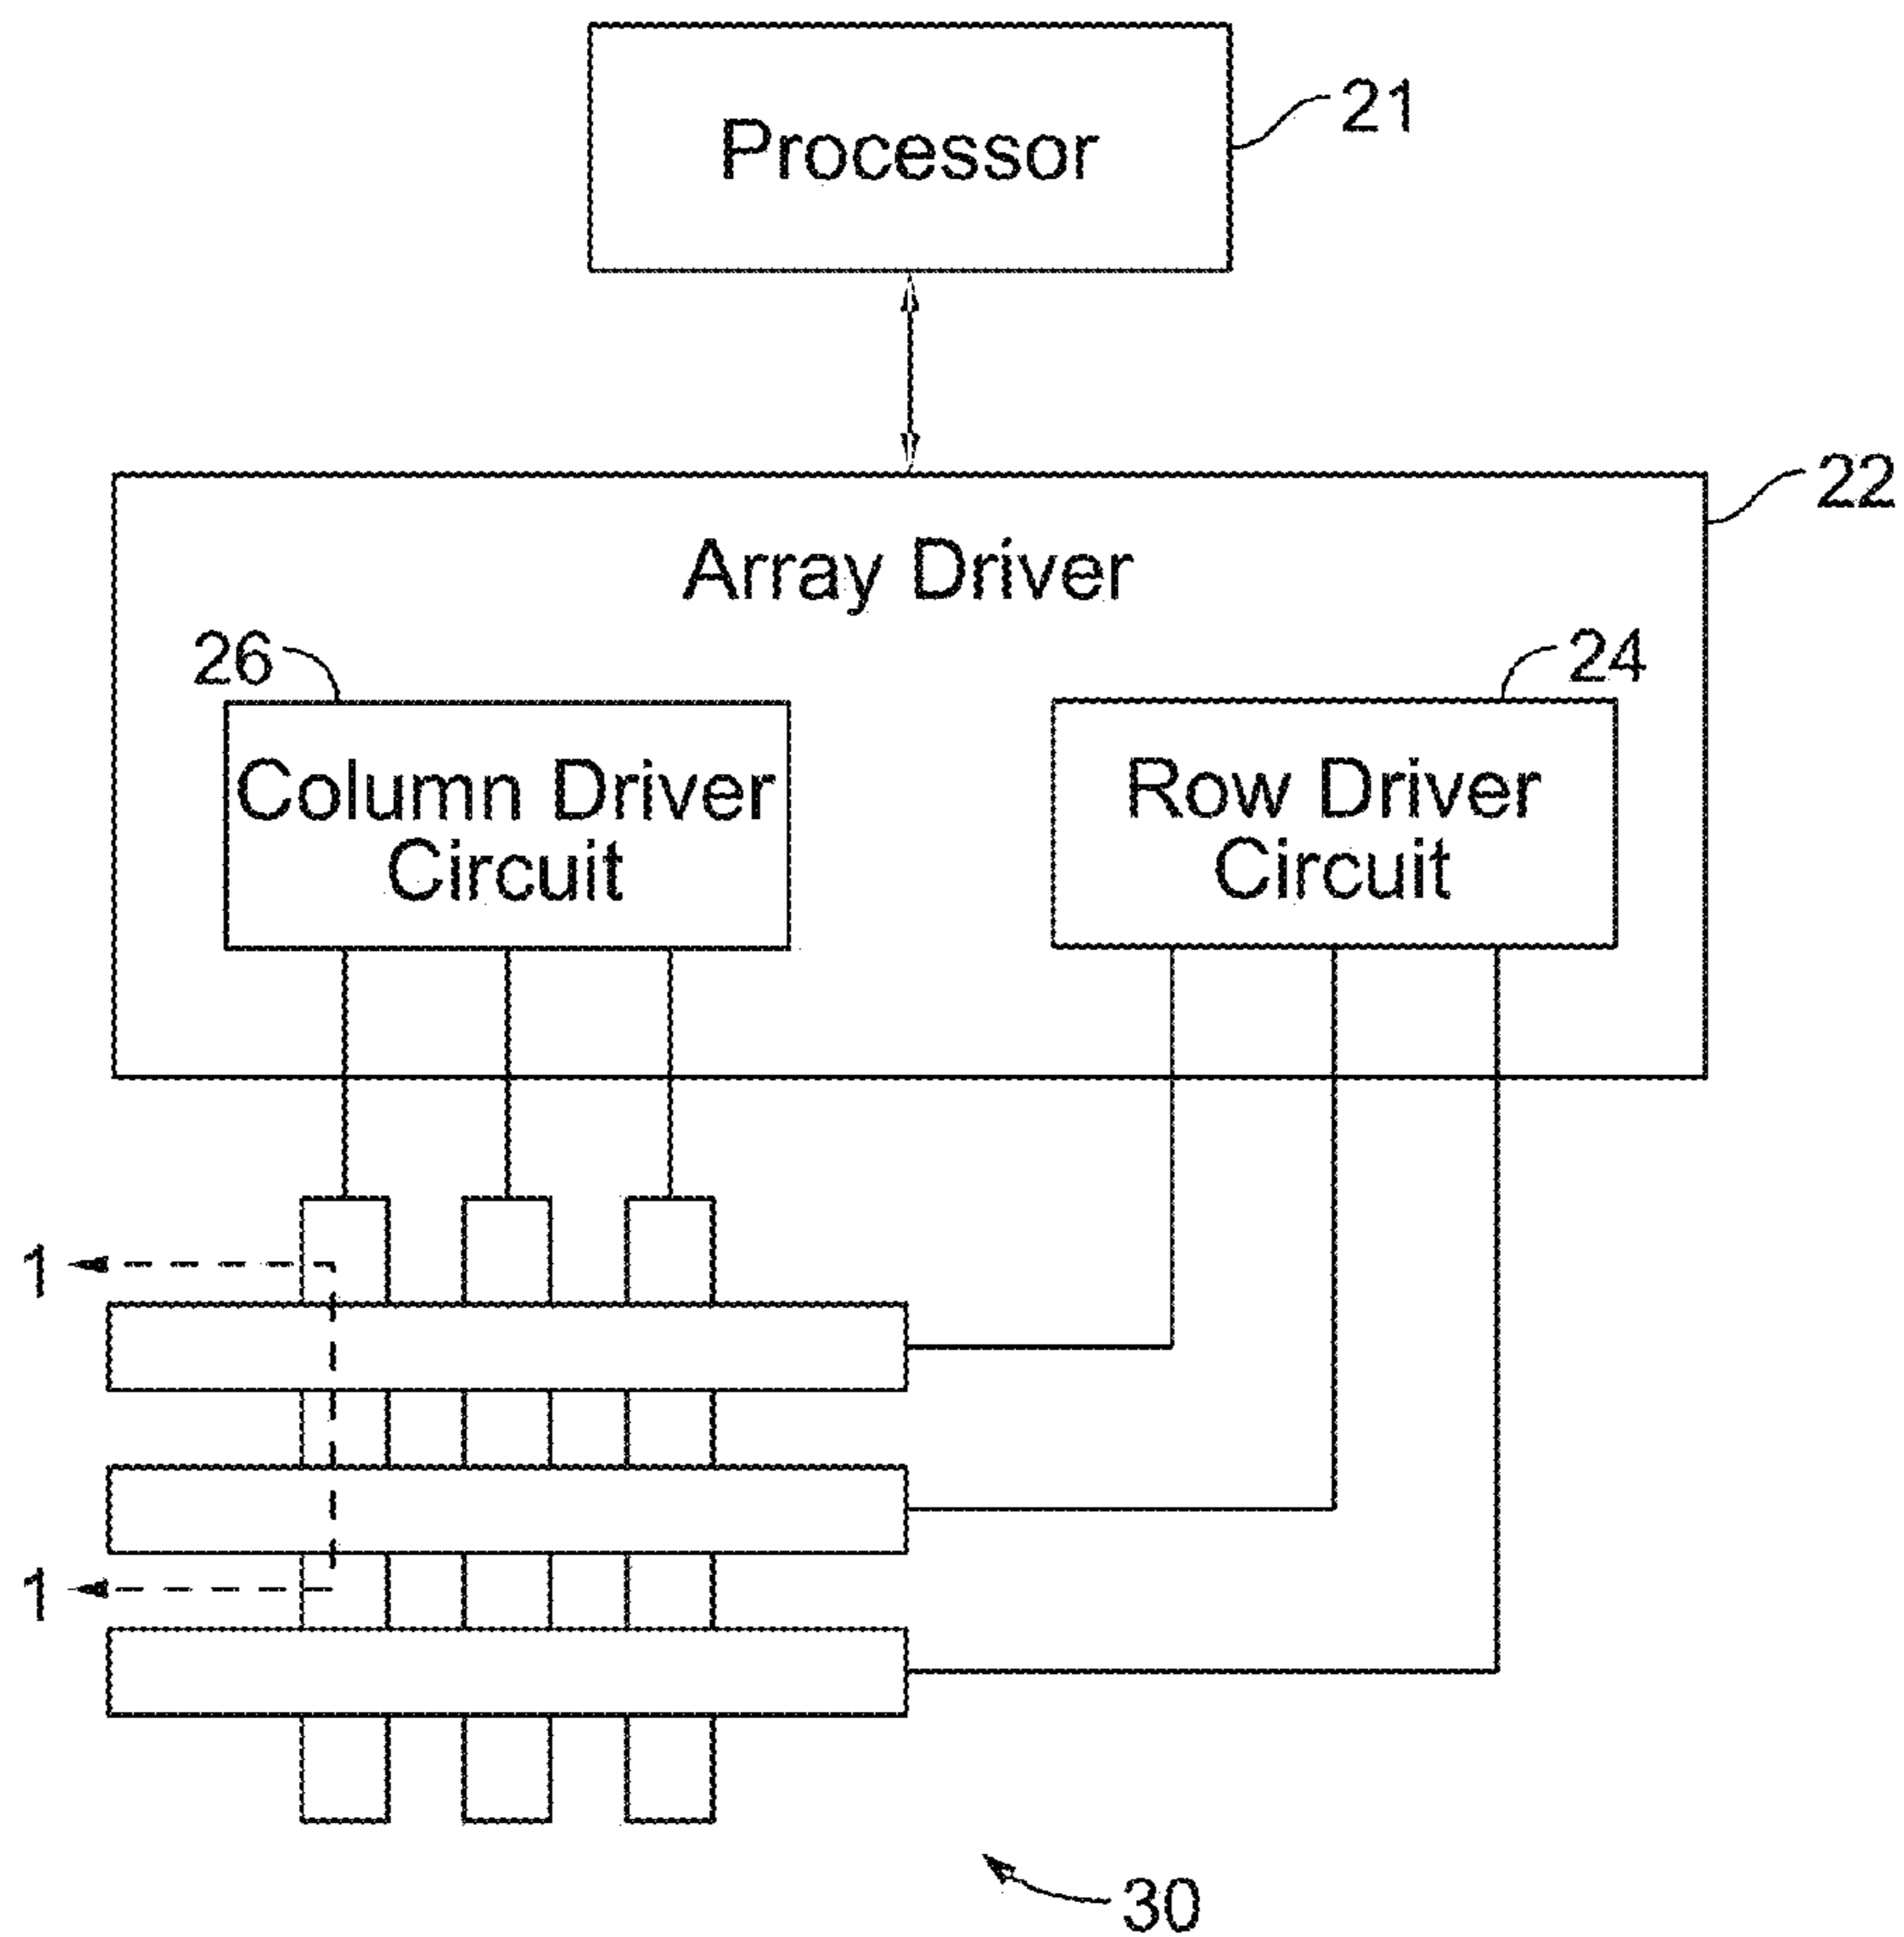 Processor
21
22
Array Driver
26
24
Column Driver
Circuit
Row Driver
Circuit
1
1
30